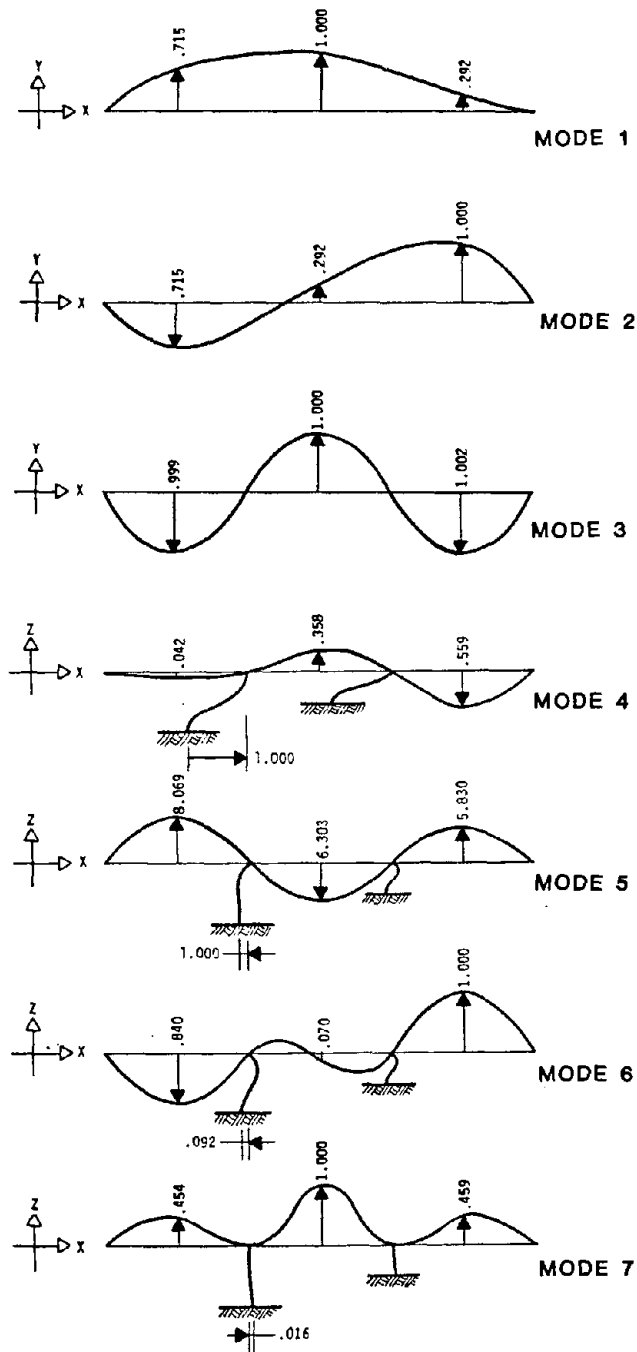 .715
1.000
.292
Y
X
MODE 1
.715
.292
1.000
Y
X
MODE 2
.999
1.000
1.002
Y
X
MODE 3
.042
.358
.559
Z
X
MODE 4
1.000
8.069
6.303
5.830
Z
X
MODE 5
1.000
.840
.070
1.000
Z
X
MODE 6
.092
.454
1.000
.459
Z
X
MODE 7
.016